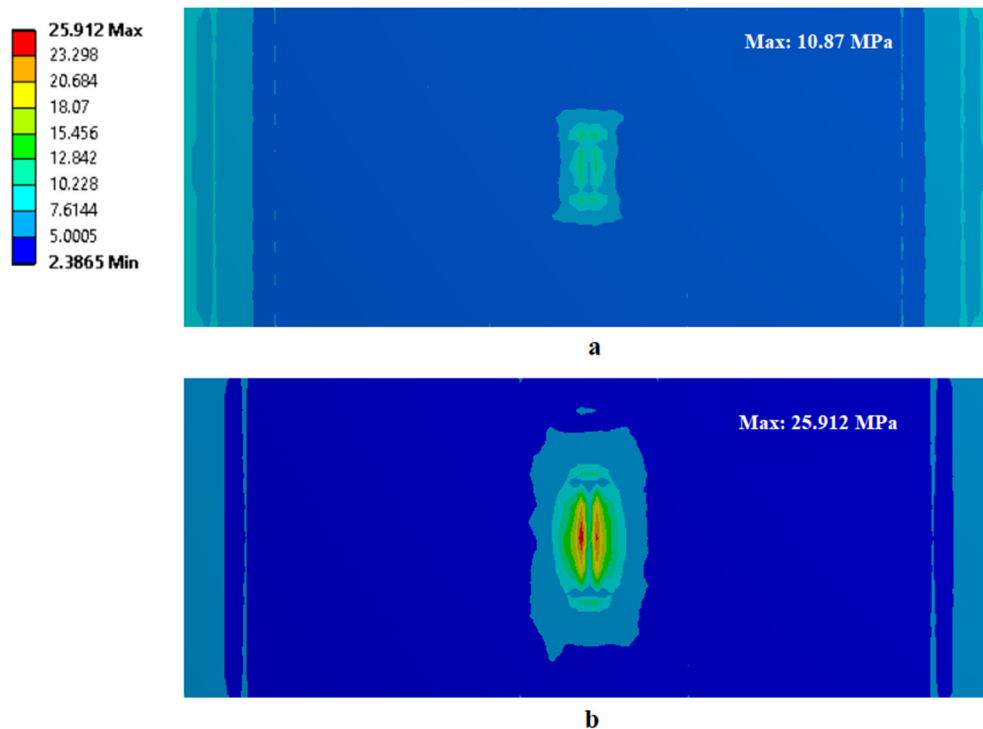 25.912 Max
23.298
20.684
18.07
15.456
12.842
10.228
7.6144
5.0005
2.3865 Min
Max: 10.87 MPa
a
Max: 25.912 MPa
b